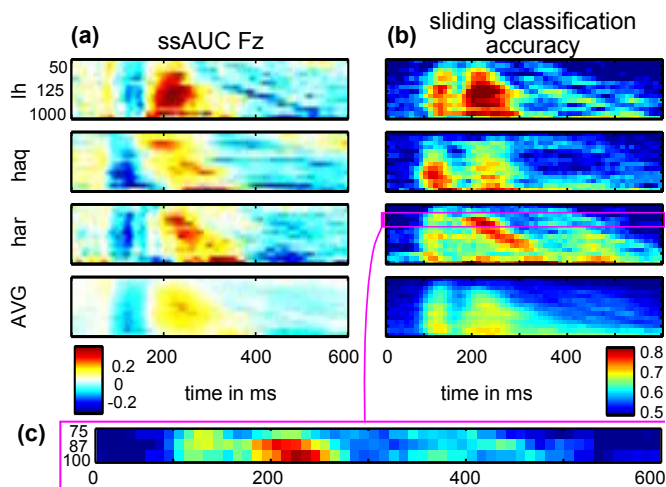 (a) ssAUC Fz
(b) sliding classification accuracy
lh 50 125 1000
haq
har
AVG
200 400 600
0 200 400
0.2 0 -0.2
time in ms
time in ms
0.8 0.7 0.6 0.5
(c) 75 87 100
0 200 400 600